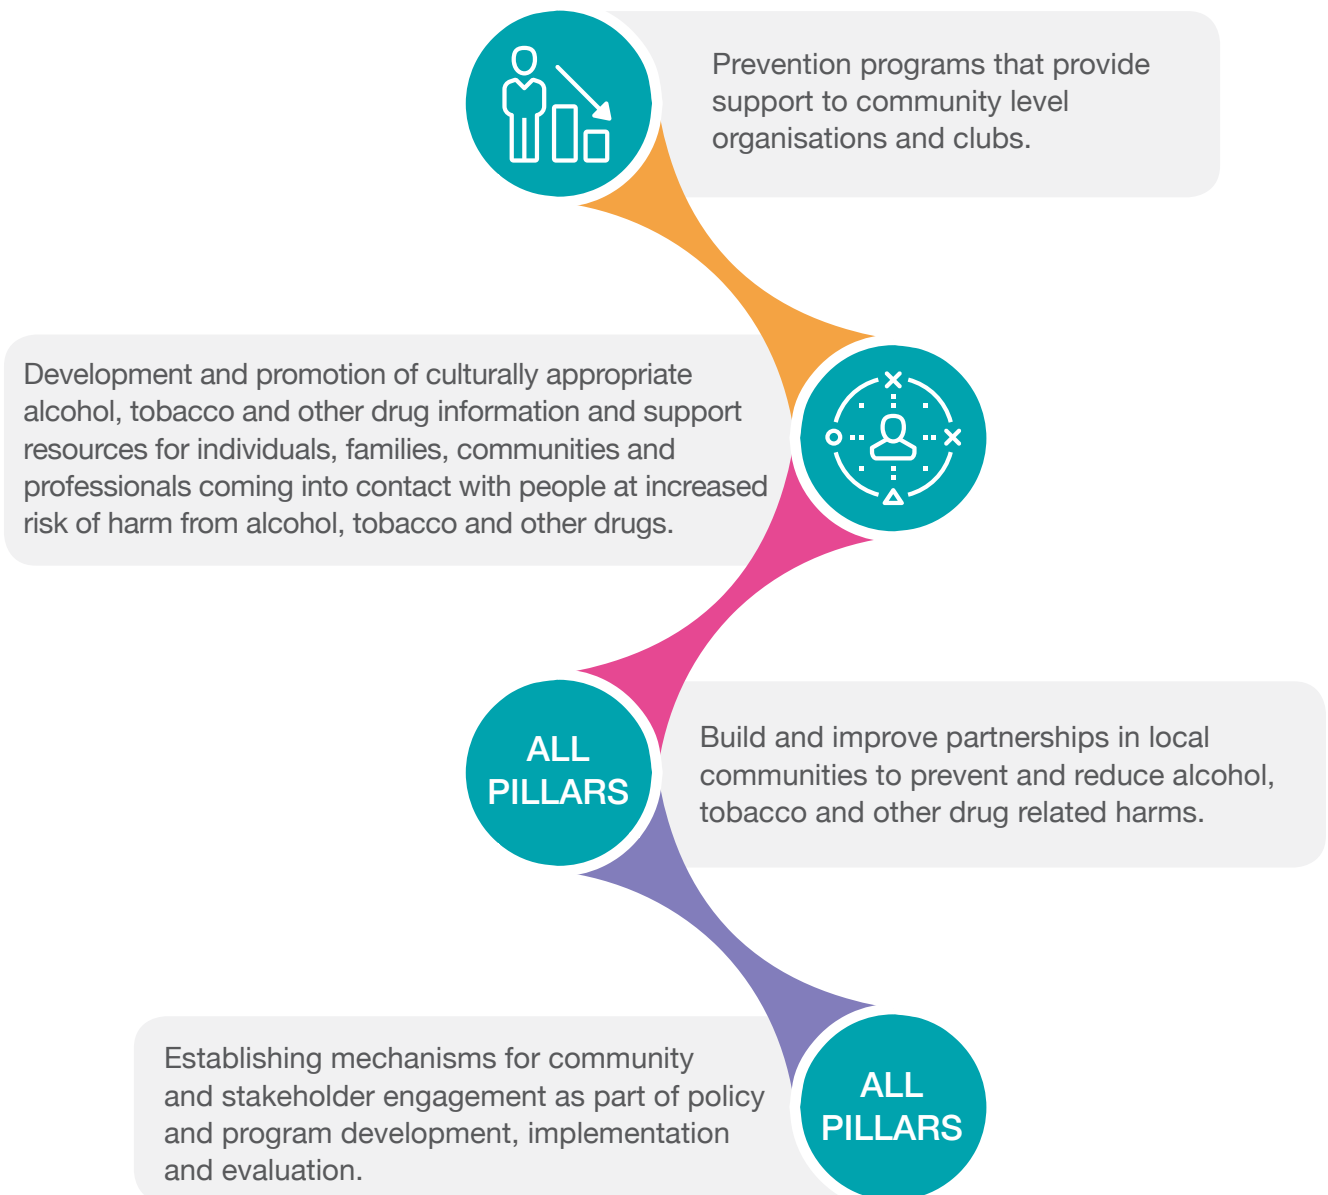 Prevention programs that provide
support to community level
organisations and clubs.
Development and promotion of culturally appropriate
alcohol, tobacco and other drug information and support
resources for individuals, families, communities and
professionals coming into contact with people at increased
risk of harm from alcohol, tobacco and other drugs.
ALL
PILLARS
Build and improve partnerships in local
communities to prevent and reduce alcohol,
tobacco and other drug related harms.
Establishing mechanisms for community
and stakeholder engagement as part of policy
and program development, implementation
and evaluation.
ALL
PILLARS